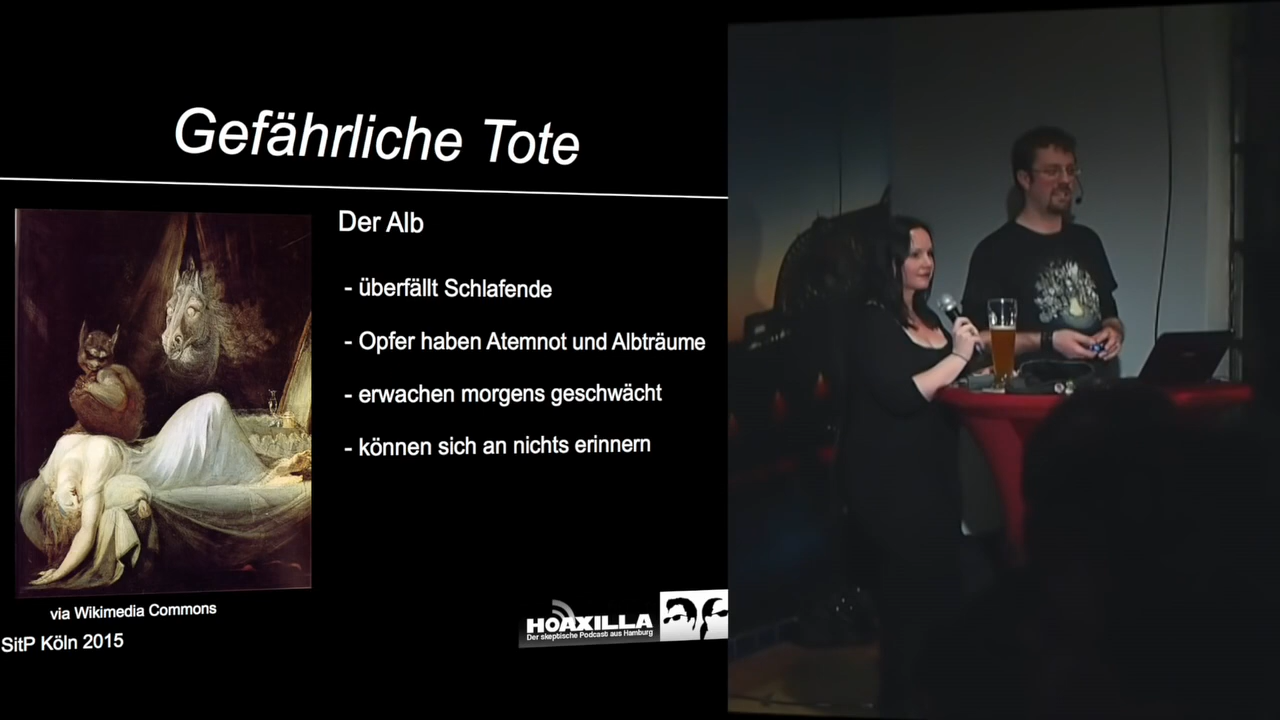 Gefährliche Tote
Der Alb
- überfällt Schlafende
- Opfer haben Atemnot und Albträume
- erwachen morgens geschwächt
- können sich an nichts erinnern
via Wikimedia Commons
SitP Köln 2015
HOAXILLA
Der skeptische Podcast aus Hamburg